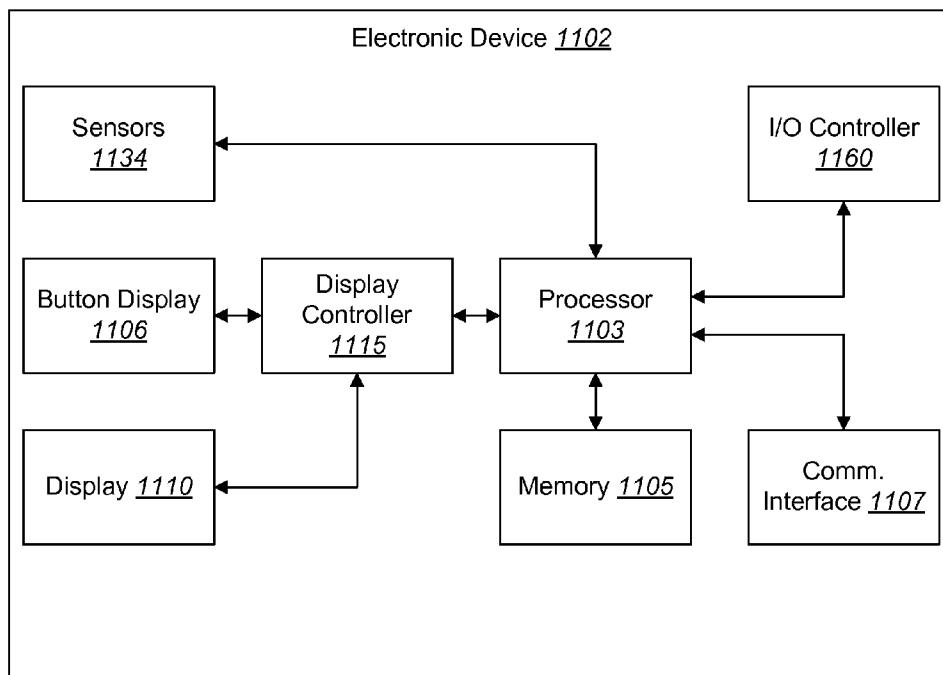 Electronic Device 1102
Sensors
1134
I/O Controller
1160
Button Display
1106
Display
Controller
1115
Processor
1103
Display 1110
Memory 1105
Comm.
Interface 1107